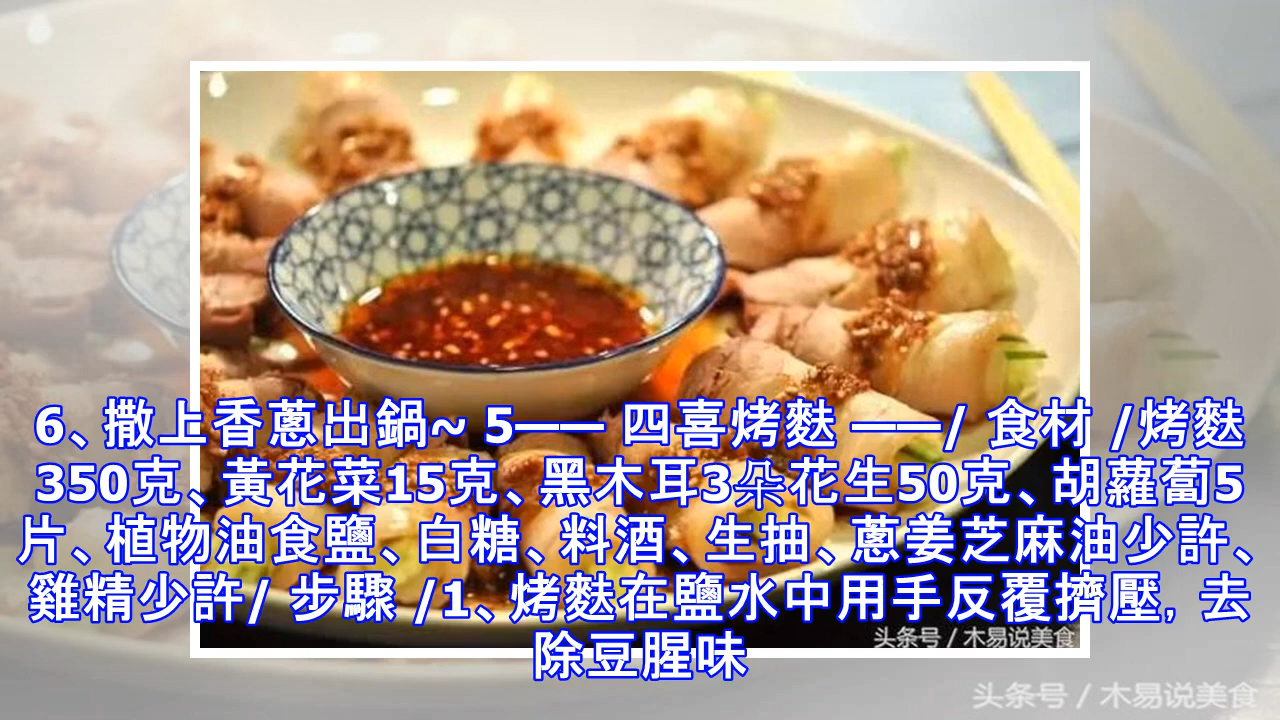 6、撒上香蔥出鍋~ 5—— 四喜烤麩 ——/ 食材 /烤麩
350克、黃花菜15克、黑木耳3朵花生50克、胡蘿蔔5
片、植物油食鹽、白糖、料酒、生抽、蔥姜芝麻油少許、
雞精少許/ 步驟 /1、烤麩在鹽水中用手反覆擠壓，去
除豆腥味
头条号 / 木易说美食
头条号 / 木易说美食